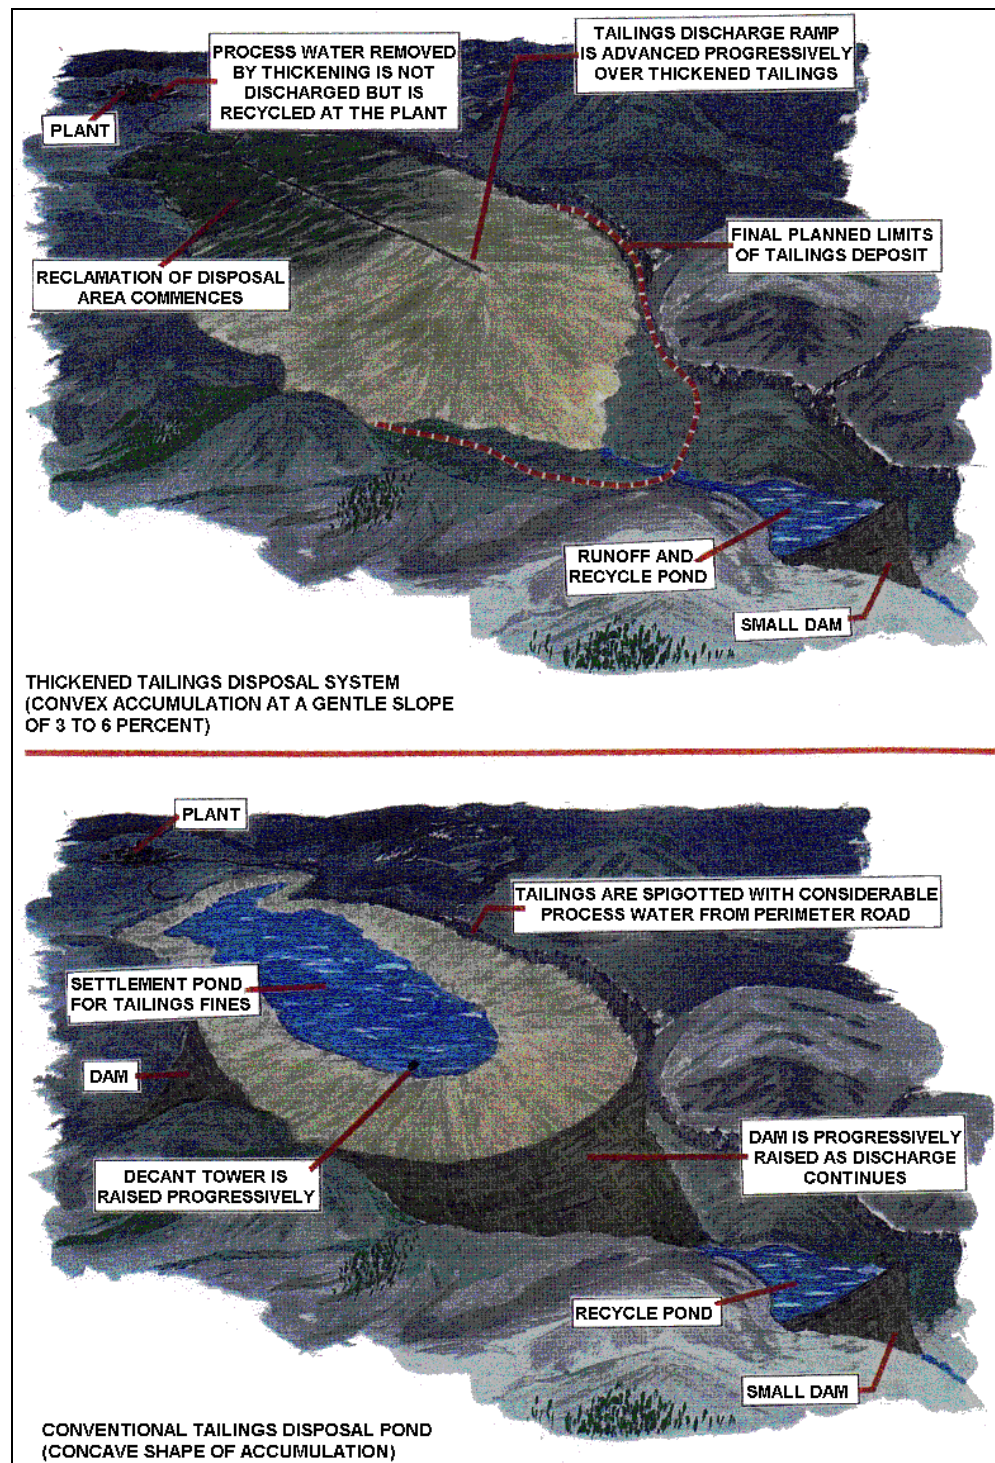 PROCESS WATER REMOVED
BY THICKENING IS NOT
DISCHARGED BUT IS
RECYCLED AT THE PLANT
TAILINGS DISCHARGE RAMP
IS ADVANCED PROGRESSIVELY
OVER THICKENED TAILINGS
PLANT
FINAL PLANNED LIMITS
OF TAILINGS DEPOSIT
RECLAMATION OF DISPOSAL
AREA COMMENCES
RUNOFF AND
RECYCLE POND
SMALL DAM
THICKENED TAILINGS DISPOSAL SYSTEM
(CONVEX ACCUMULATION AT A GENTLE SLOPE
OF 3 TO 6 PERCENT)
PLANT
TAILINGS ARE SPIGOTTED WITH CONSIDERABLE
PROCESS WATER FROM PERIMETER ROAD
SETTLEMENT POND
FOR TAILINGS FINES
DAM
DECANT TOWER IS
RAISED PROGRESSIVELY
DAM IS PROGRESSIVELY
RAISED AS DISCHARGE
CONTINUES
RECYCLE POND
SMALL DAM
CONVENTIONAL TAILINGS DISPOSAL POND
(CONCAVE SHAPE OF ACCUMULATION)